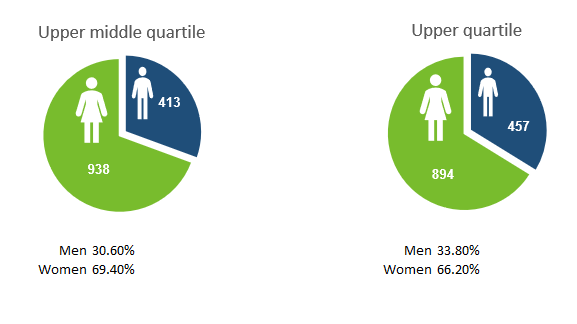 Upper middle quartile
413
938
Men 30.60%
Women 69.40%
Upper quartile
457
894
Men 33.80%
Women 66.20%